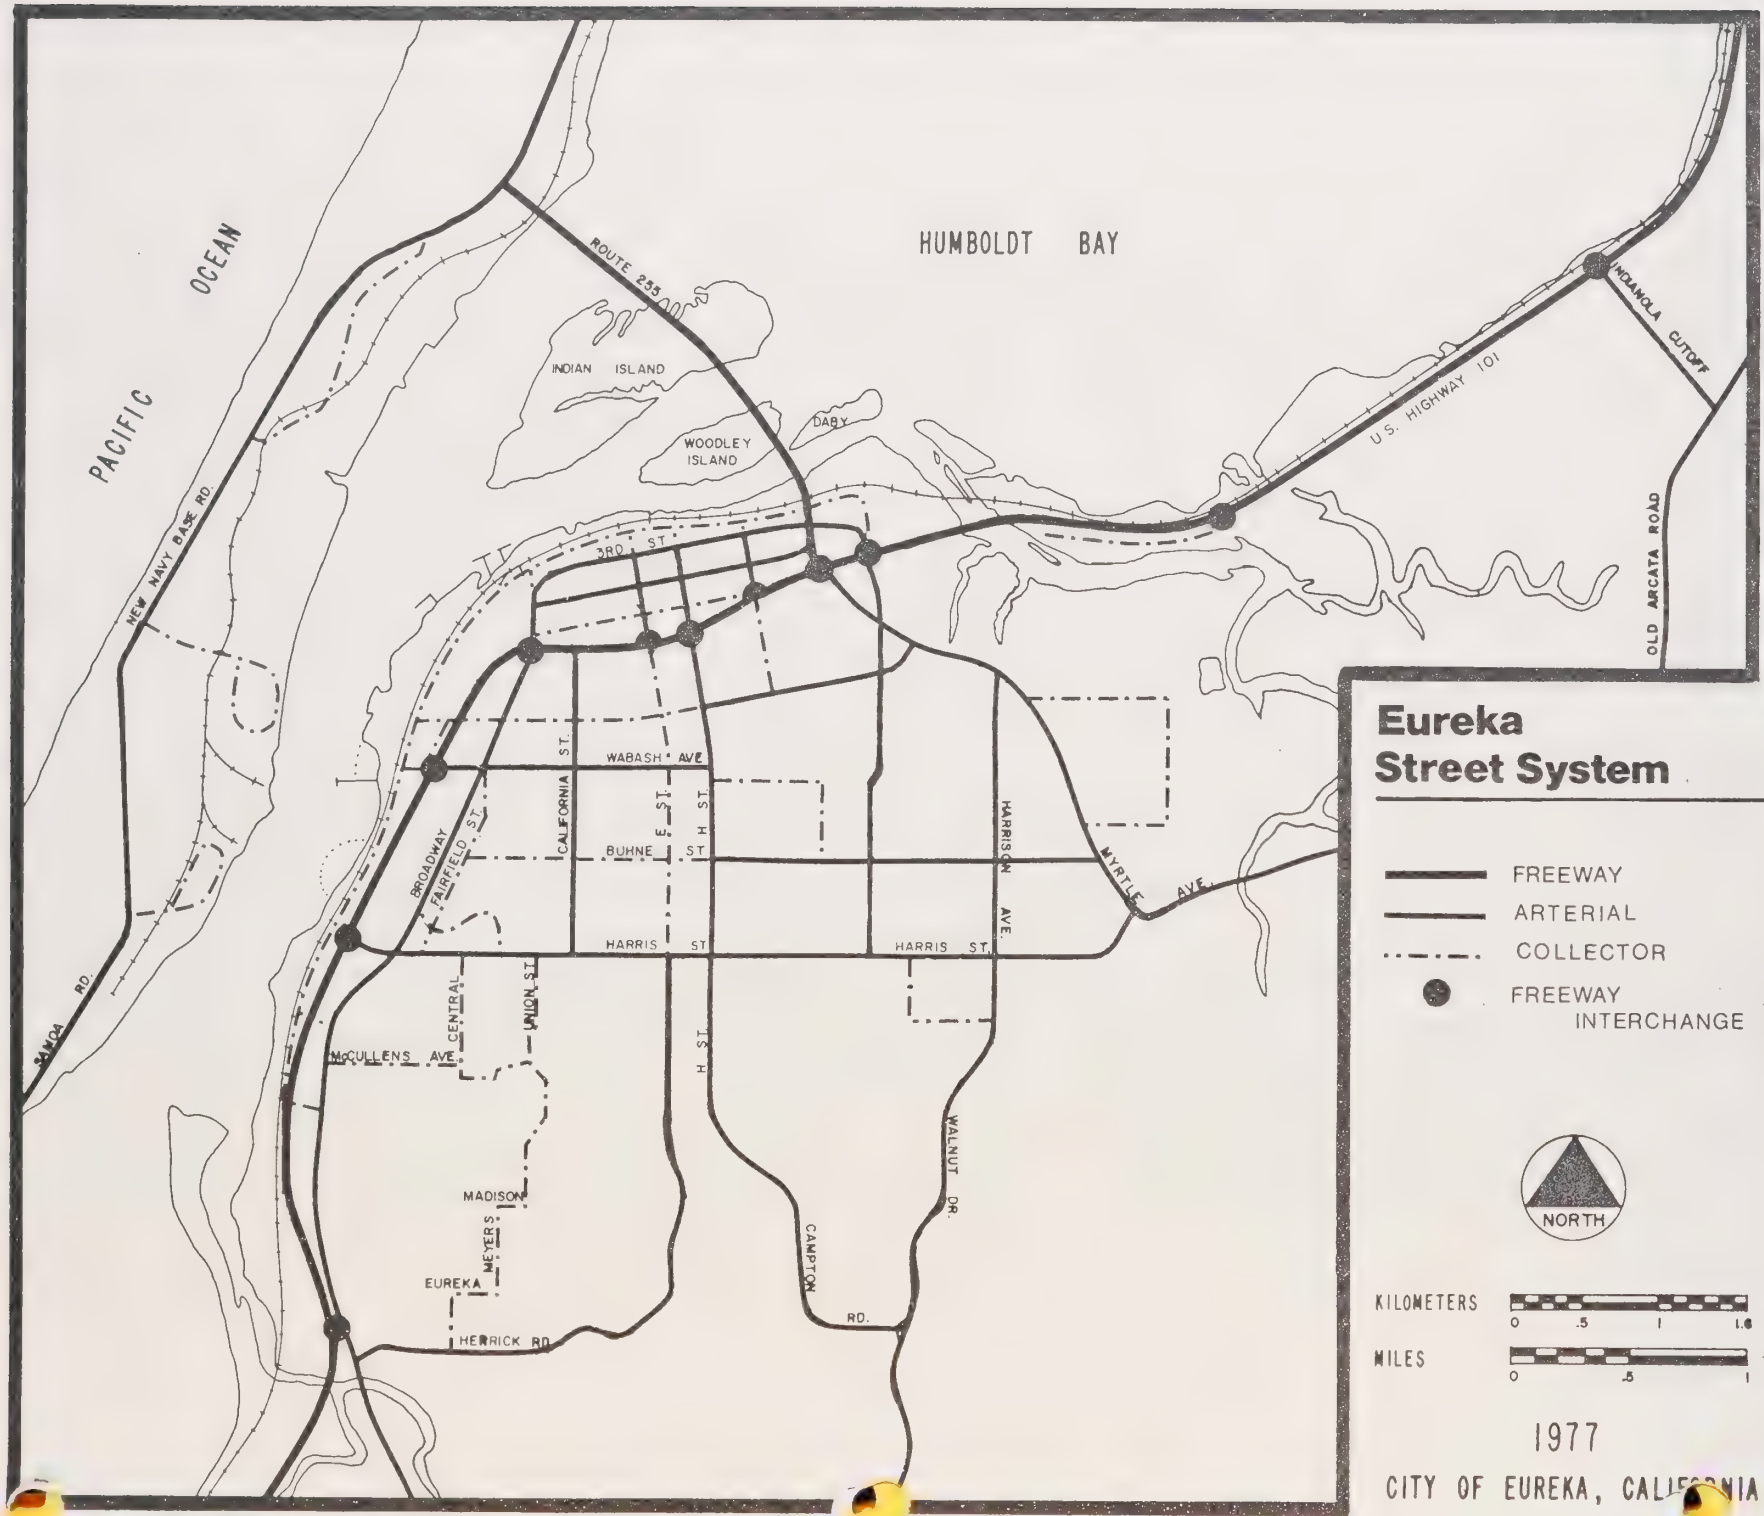 PACIFIC OCEAN
HUMBOLDT BAY
ROUTE 255
INDIANOLA CUTOFF
U.S. HIGHWAY 101
INDIAN ISLAND
DABY
WOODLEY
ISLAND
NEW NAVY BASE RD.
OLD ARCATA ROAD
3RD ST
WABASH AVE
CALIFORNIA ST.
E ST.
H ST.
BROADWAY
FAIRFIELD ST.
BUHNE ST
HARRISON AVE.
MYRTLE AVE.
HARRIS ST
HARRIS ST.
SAMOA RD.
CENTRAL
UNION ST.
H ST.
McCULLENS AVE.
WALNUT DR.
MADISON
MEYERS
EUREKA
CAMPTON RD.
HERRICK RD
Eureka
Street System
FREEWAY
ARTERIAL
COLLECTOR
FREEWAY
INTERCHANGE
NORTH
KILOMETERS
0 .5 1 1.6
MILES
0 .5 1
1977
CITY OF EUREKA, CALIFORNIA